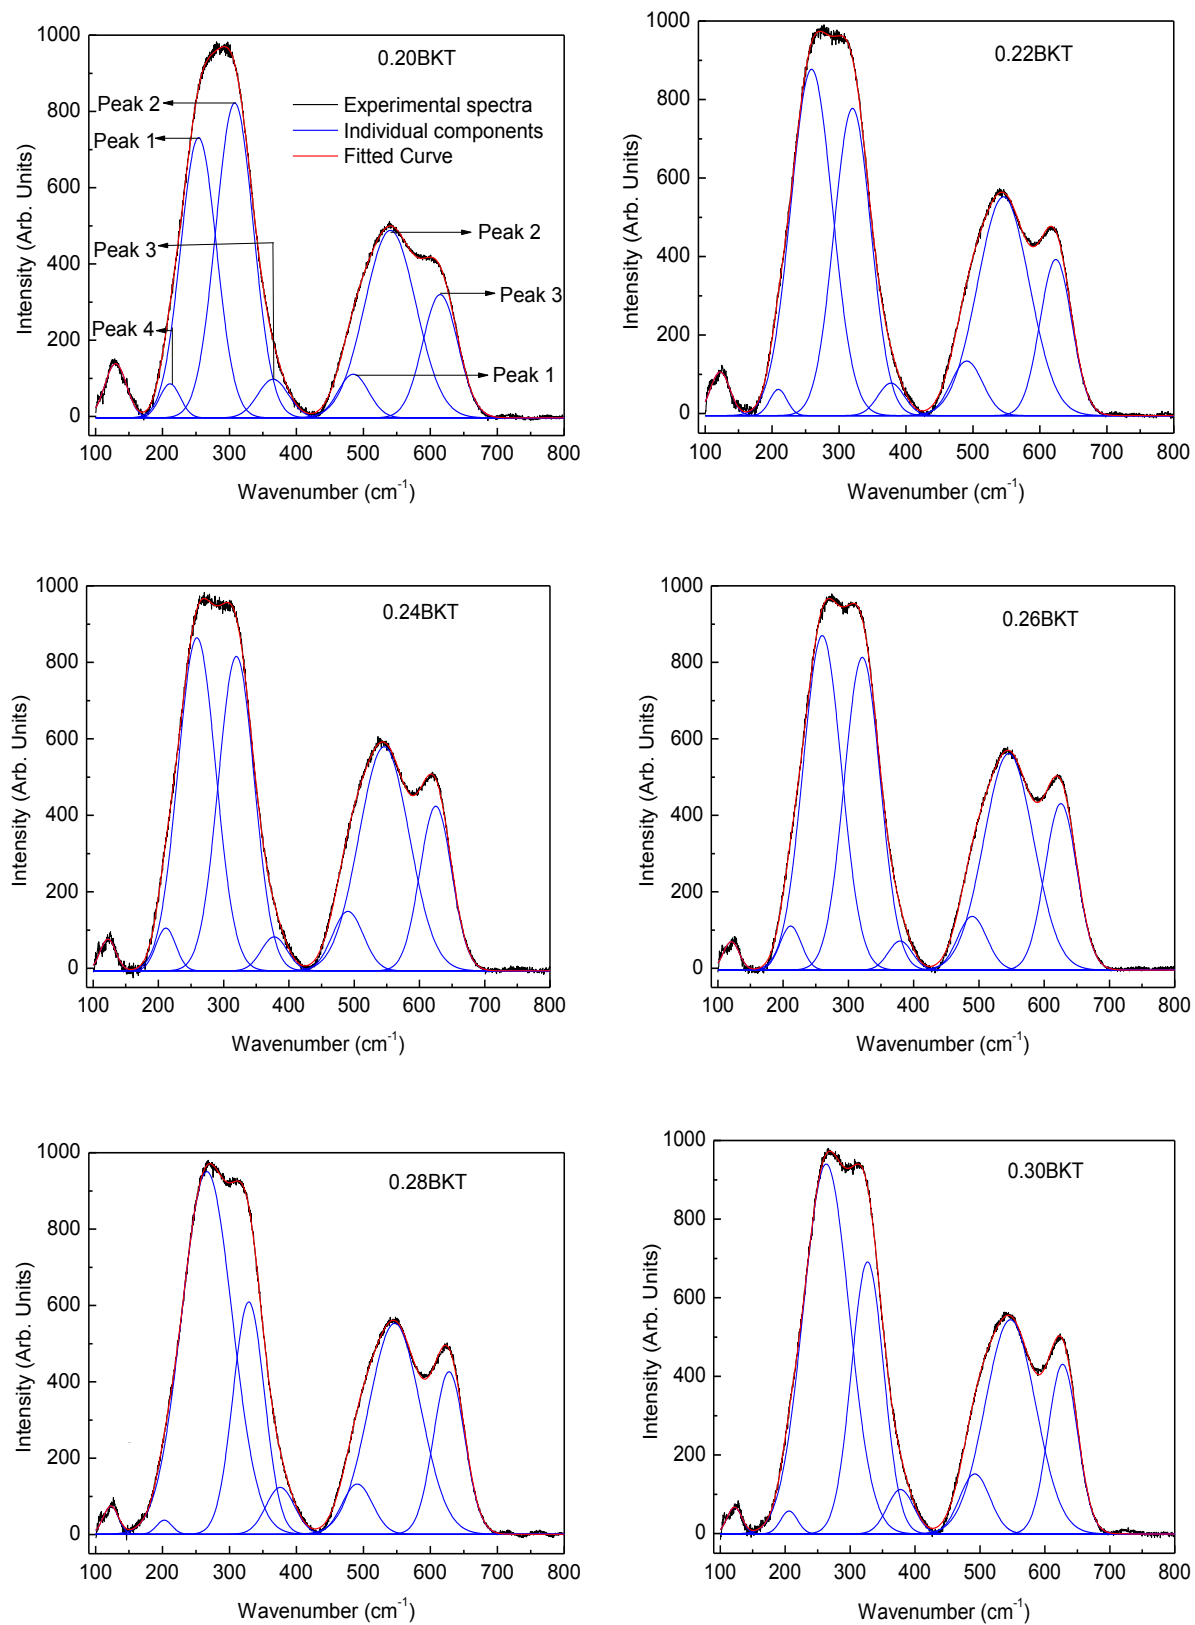 1000
800
600
400
200
0
Intensity (Arb. Units)
0.20BKT
Experimental spectra
Individual components
Fitted Curve
Peak 2
Peak 1
Peak 3
Peak 4
Peak 2
Peak 3
Peak 1
100 200 300 400 500 600 700 800
Wavenumber (cm⁻¹)
1000
800
600
400
200
0
Intensity (Arb. Units)
0.22BKT
100 200 300 400 500 600 700 800
Wavenumber (cm⁻¹)
1000
800
600
400
200
0
Intensity (Arb. Units)
0.24BKT
100 200 300 400 500 600 700 800
Wavenumber (cm⁻¹)
1000
800
600
400
200
0
Intensity (Arb. Units)
0.26BKT
100 200 300 400 500 600 700 800
Wavenumber (cm⁻¹)
1000
800
600
400
200
0
Intensity (Arb. Units)
0.28BKT
100 200 300 400 500 600 700 800
Wavenumber (cm⁻¹)
1000
800
600
400
200
0
Intensity (Arb. Units)
0.30BKT
100 200 300 400 500 600 700 800
Wavenumber (cm⁻¹)